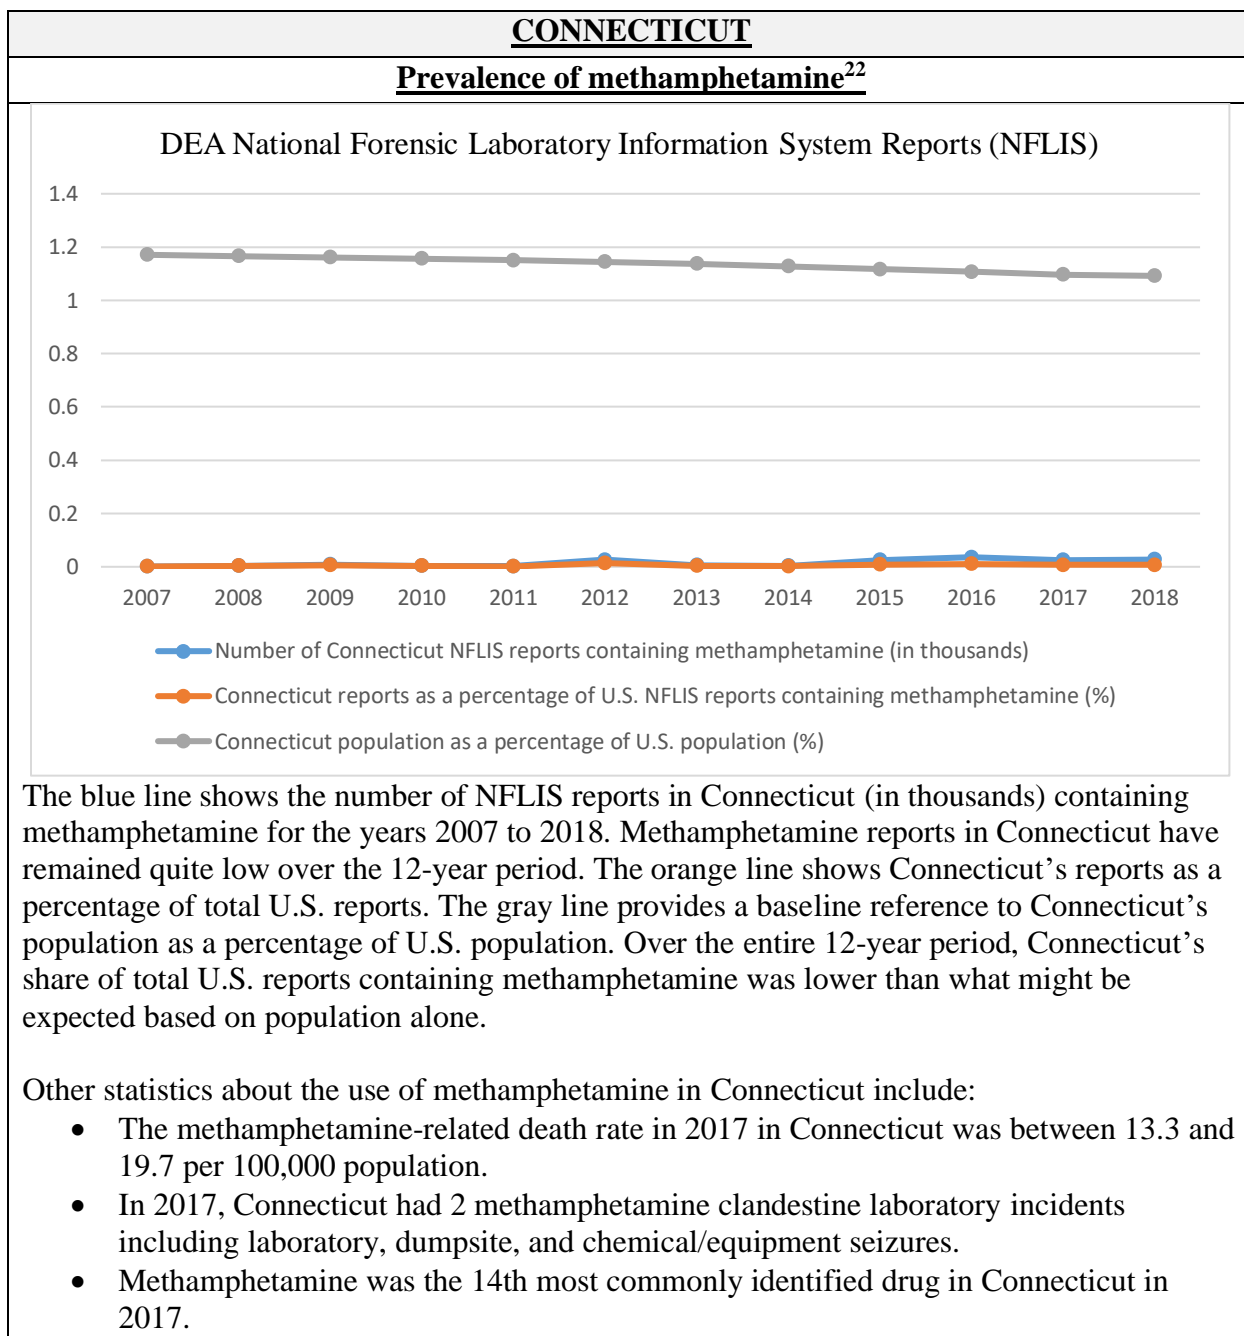 CONNECTICUT
Prevalence of methamphetamine22
DEA National Forensic Laboratory Information System Reports (NFLIS)
1.4
1.2
1
0.8
0.6
0.4
0.2
0
2007 2008 2009 2010 2011 2012 2013 2014 2015 2016 2017 2018
Number of Connecticut NFLIS reports containing methamphetamine (in thousands)
Connecticut reports as a percentage of U.S. NFLIS reports containing methamphetamine (%)
Connecticut population as a percentage of U.S. population (%)
The blue line shows the number of NFLIS reports in Connecticut (in thousands) containing
methamphetamine for the years 2007 to 2018. Methamphetamine reports in Connecticut have
remained quite low over the 12-year period. The orange line shows Connecticut’s reports as a
percentage of total U.S. reports. The gray line provides a baseline reference to Connecticut’s
population as a percentage of U.S. population. Over the entire 12-year period, Connecticut’s
share of total U.S. reports containing methamphetamine was lower than what might be
expected based on population alone.
Other statistics about the use of methamphetamine in Connecticut include:
• The methamphetamine-related death rate in 2017 in Connecticut was between 13.3 and
19.7 per 100,000 population.
• In 2017, Connecticut had 2 methamphetamine clandestine laboratory incidents
including laboratory, dumpsite, and chemical/equipment seizures.
• Methamphetamine was the 14th most commonly identified drug in Connecticut in
2017.